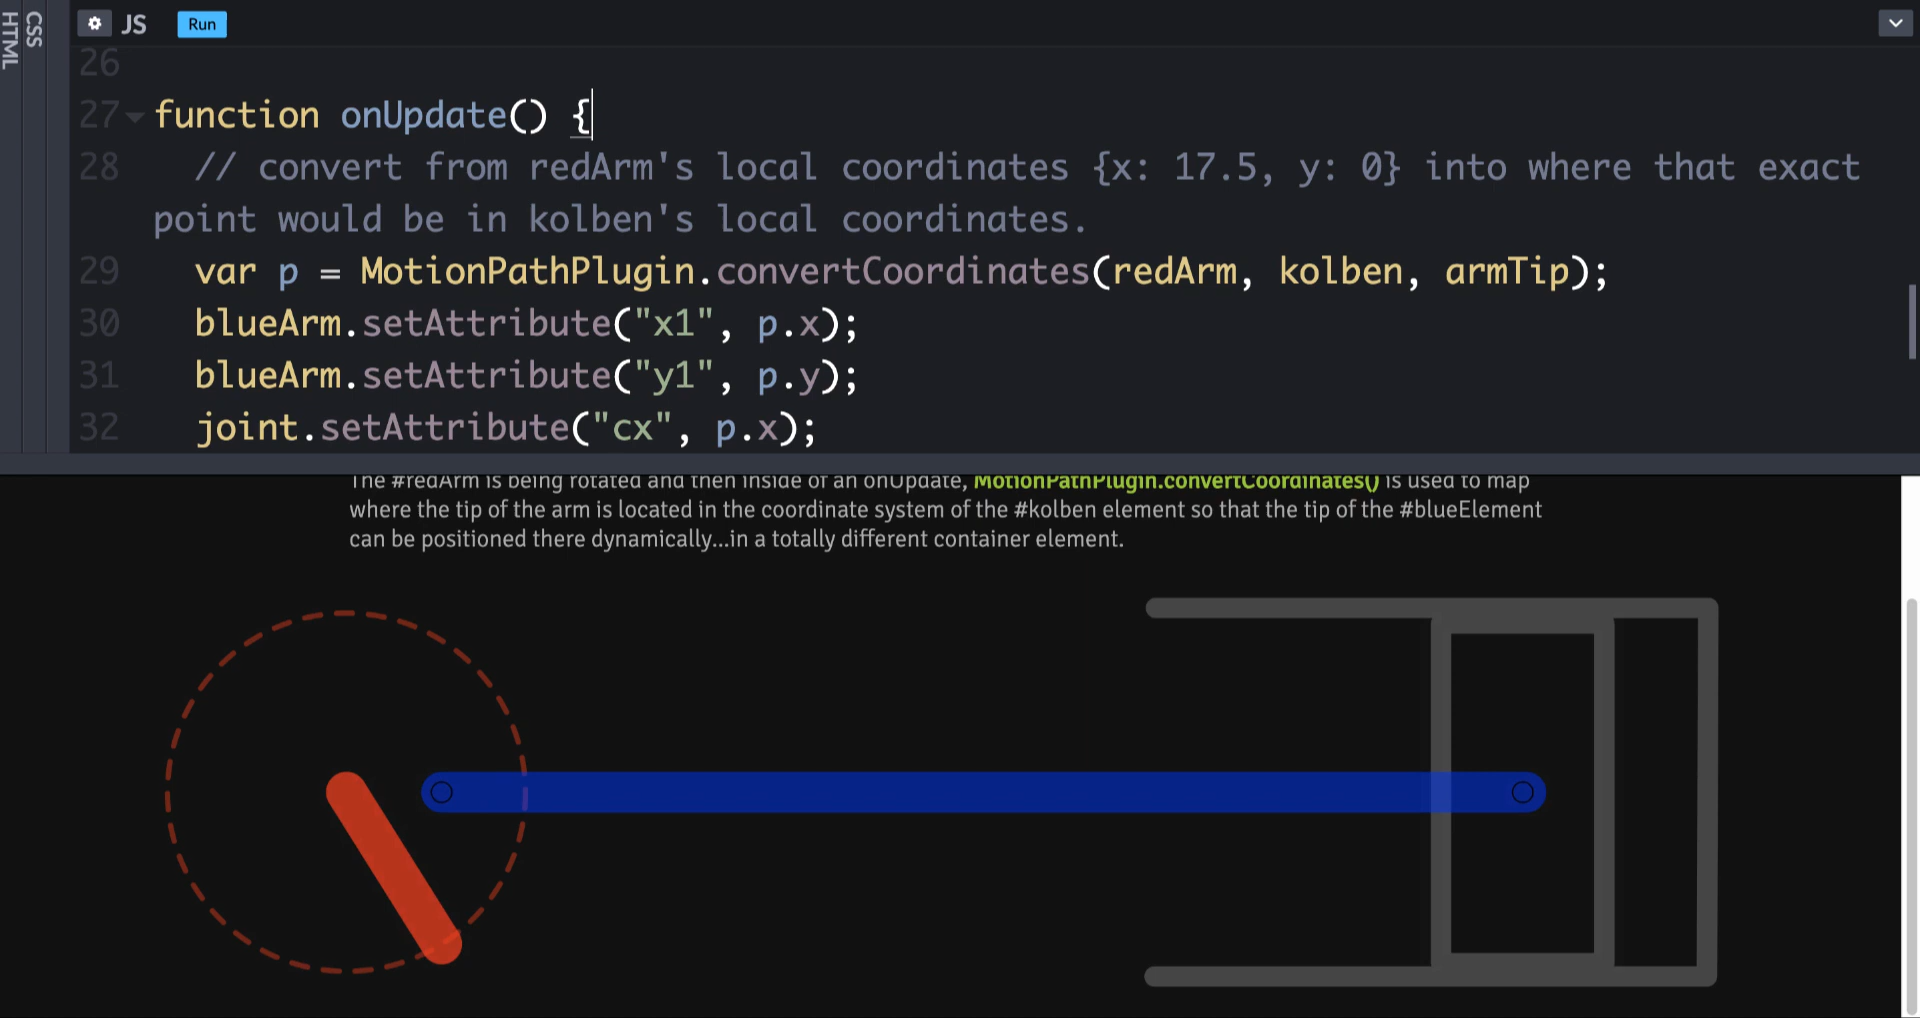 HTML
CSS
JS
Run
26
27 function onUpdate() {
28 // convert from redArm's local coordinates {x: 17.5, y: 0} into where that exact
point would be in kolben's local coordinates.
29 var p = MotionPathPlugin.convertCoordinates(redArm, kolben, armTip);
30 blueArm.setAttribute("x1", p.x);
31 blueArm.setAttribute("y1", p.y);
32 joint.setAttribute("cx", p.x);
The #redArm is being rotated and then inside of an onUpdate, MotionPathPlugin.convertCoordinates() is used to map
where the tip of the arm is located in the coordinate system of the #kolben element so that the tip of the #blueElement
can be positioned there dynamically...in a totally different container element.